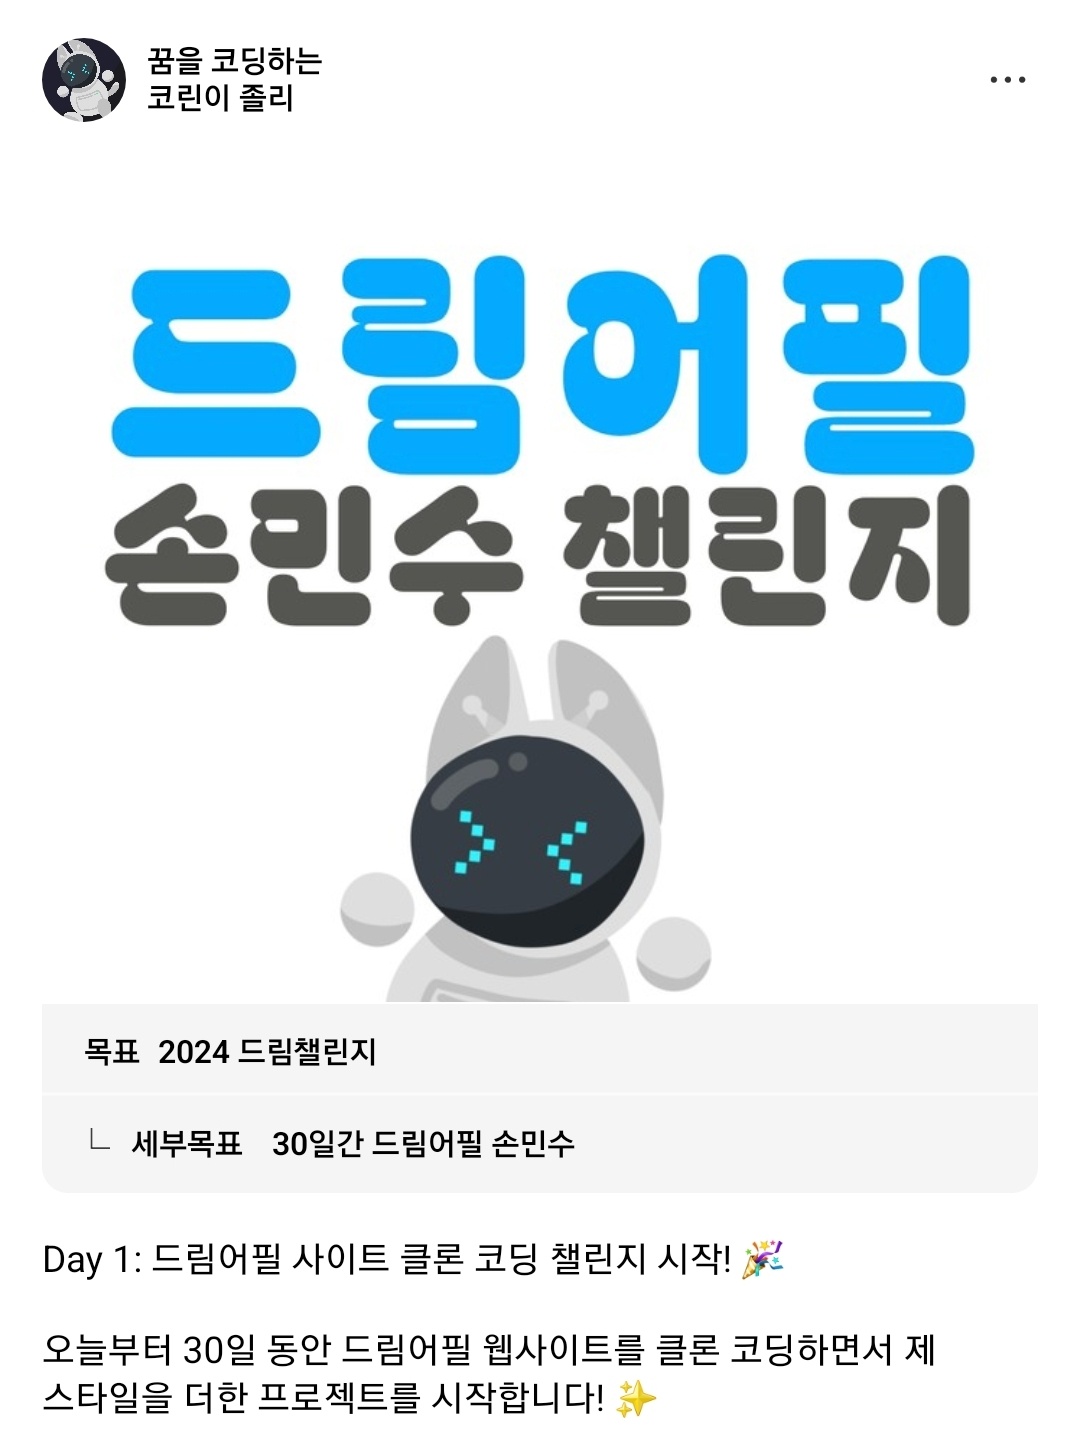 꿈을 코딩하는
코린이 졸리
드림어필
손민수 챌린지
목표 2024 드림챌린지
세부목표 30일간 드림어필 손민수
Day 1: 드림어필 사이트 클론 코딩 챌린지 시작! 🎉
오늘부터 30일 동안 드림어필 웹사이트를 클론 코딩하면서 제
스타일을 더한 프로젝트를 시작합니다! ✨